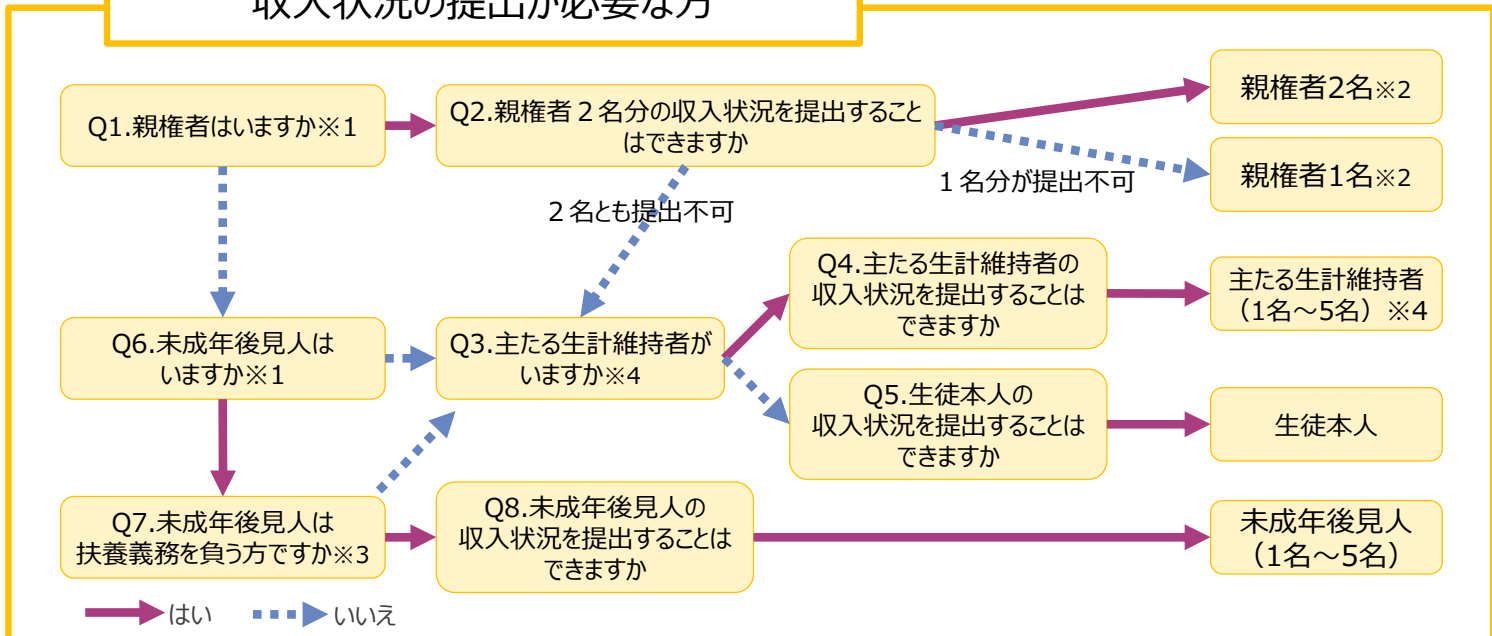 収入状況の提出が必要な方
Q1.親権者はいますか※1
Q2.親権者２名分の収入状況を提出すること
はできますか
親権者2名※2
１名分が提出不可
親権者1名※2
２名とも提出不可
Q6.未成年後見人は
いますか※1
Q3.主たる生計維持者が
いますか※4
Q4.主たる生計維持者の
収入状況を提出することは
できますか
主たる生計維持者
（1名～5名）※4
Q5.生徒本人の
収入状況を提出することは
できますか
生徒本人
Q7.未成年後見人は
扶養義務を負う方ですか※3
Q8.未成年後見人の
収入状況を提出することは
できますか
未成年後見人
（1名～5名）
はい
いいえ